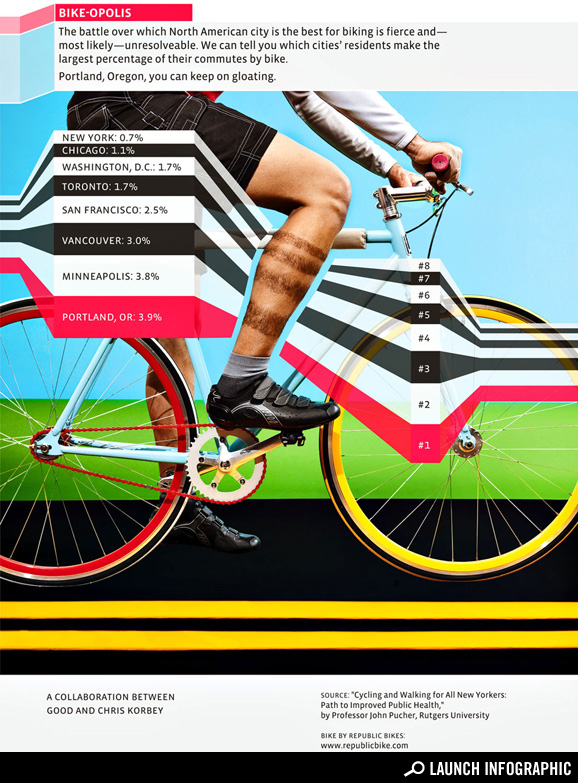 BIKE-OPOLIS
The battle over which North American city is the best for biking is fierce and—
most likely—unresolveable. We can tell you which cities' residents make the
largest percentage of their commutes by bike.
Portland, Oregon, you can keep on gloating.
NEW YORK: 0.7%
CHICAGO: 1.1%
WASHINGTON, D.C.: 1.7%
TORONTO: 1.7%
SAN FRANCISCO: 2.5%
VANCOUVER: 3.0%
MINNEAPOLIS: 3.8%
PORTLAND, OR: 3.9%
#8
#7
#6
#5
#4
#3
#2
#1
A COLLABORATION BETWEEN
GOOD AND CHRIS KORBEY
SOURCE: "Cycling and Walking for All New Yorkers:
Path to Improved Public Health,"
by Professor John Pucher, Rutgers University
BIKE BY REPUBLIC BIKES:
www.republicbike.com
LAUNCH INFOGRAPHIC